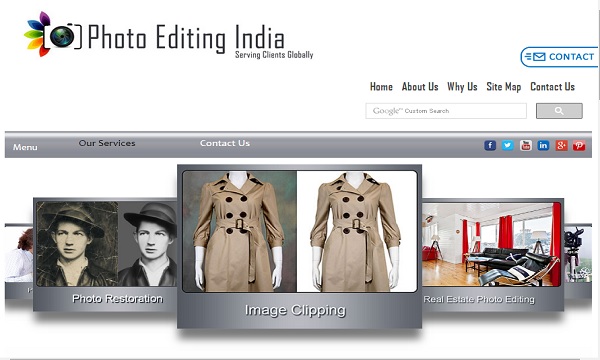 Photo Editing India
Serving Clients Globally
CONTACT
Home About Us Why Us Site Map Contact Us
Google™ Custom Search
Menu Our Services Contact Us
Photo Restoration
Image Clipping
Real Estate Photo Editing